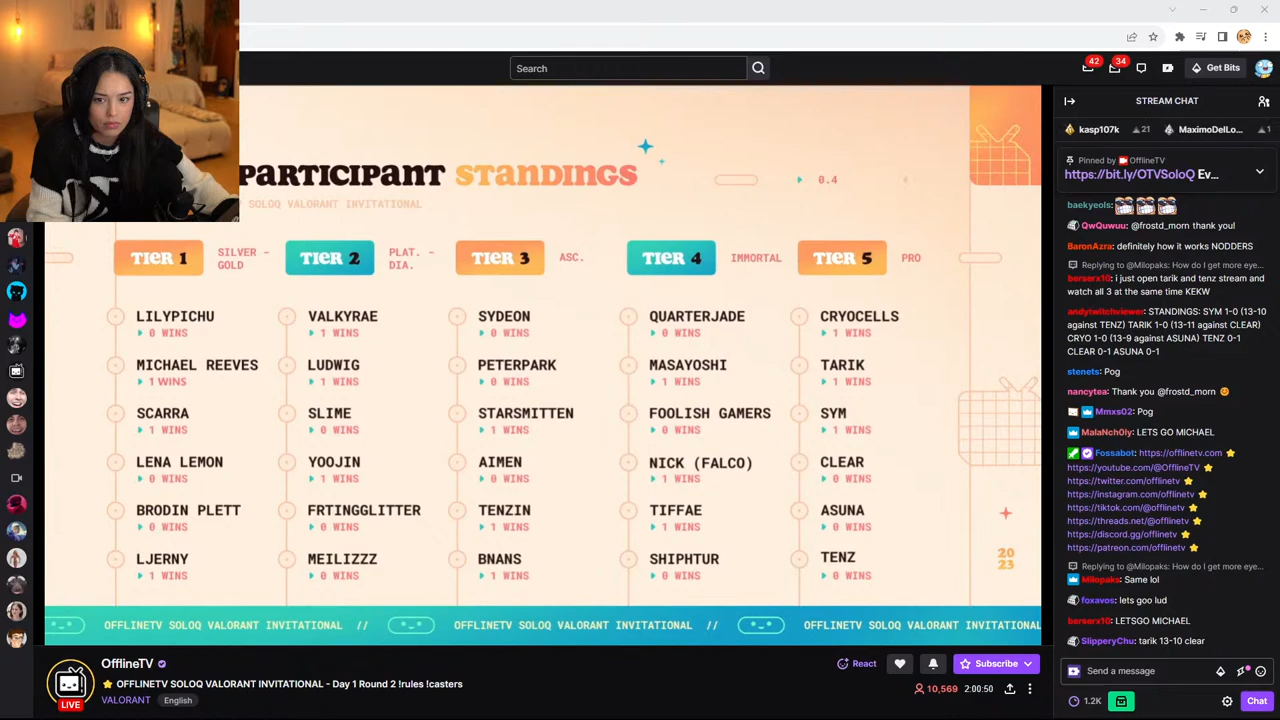 Search
42
34
Get Bits
STREAM CHAT
kasp107k 21 MaximoDelLo... 1
Pinned by OfflineTV
https://bit.ly/OTVSoloQ Ev...
PARTICIPANT STANDINGS
SOLOQ VALORANT INVITATIONAL
0.4
TIER 1 SILVER - GOLD
LILYPICHU
0 WINS
MICHAEL REEVES
1 WINS
SCARRA
1 WINS
LENA LEMON
0 WINS
BRODIN PLETT
0 WINS
LJERNY
1 WINS
TIER 2 PLAT. - DIA.
VALKYRAE
1 WINS
LUDWIG
1 WINS
SLIME
0 WINS
YOOJIN
1 WINS
FRTINGGLITTER
0 WINS
MEILIZZZ
0 WINS
TIER 3 ASC.
SYDEON
0 WINS
PETERPARK
0 WINS
STARSMITTEN
1 WINS
AIMEN
0 WINS
TENZIN
1 WINS
BNANS
1 WINS
TIER 4 IMMORTAL
QUARTERJADE
0 WINS
MASAYOSHI
1 WINS
FOOLISH GAMERS
0 WINS
NICK (FALCO)
1 WINS
TIFFAE
1 WINS
SHIPHTUR
0 WINS
TIER 5 PRO
CRYOCELLS
1 WINS
TARIK
1 WINS
SYM
1 WINS
CLEAR
0 WINS
ASUNA
0 WINS
TENZ
0 WINS
20
23
OFFLINETV SOLOQ VALORANT INVITATIONAL // OFFLINETV SOLOQ VALORANT INVITATIONAL // OFFLINETV SOLOQ VALORANT INVITATIONAL
OfflineTV
OFFLINETV SOLOQ VALORANT INVITATIONAL - Day 1 Round 2 !rules !casters
VALORANT English
LIVE
React
Subscribe
10,569 2:00:50
baekyeols:
QwQuwuu: @frostd_morn thank you!
BaronAzra: definitely how it works NODDERS
Replying to @Milopaks: How do I get more eye...
berserx10: i just open tarik and tenz stream and
watch all 3 at the same time KEKW
andytwitchviewer: STANDINGS: SYM 1-0 (13-10
against TENZ) TARIK 1-0 (13-11 against CLEAR)
CRYO 1-0 (13-9 against ASUNA) TENZ 0-1
CLEAR 0-1 ASUNA 0-1
stenets: Pog
nancytea: Thank you @frostd_morn
Mmxs02: Pog
MalaNch0ly: LETS GO MICHAEL
Fossabot: https://offlinetv.com
https://youtube.com/@OfflineTV
https://twitter.com/offlinetv
https://instagram.com/offlinetv
https://tiktok.com/@offlinetv
https://threads.net/@offlinetv
https://discord.gg/offlinetv
https://patreon.com/offlinetv
Replying to @Milopaks: How do I get more eye...
Milopaks: Same lol
foxavos: lets goo lud
berserx10: LETSGO MICHAEL
SlipperyChu: tarik 13-10 clear
Send a message
1.2K
Chat